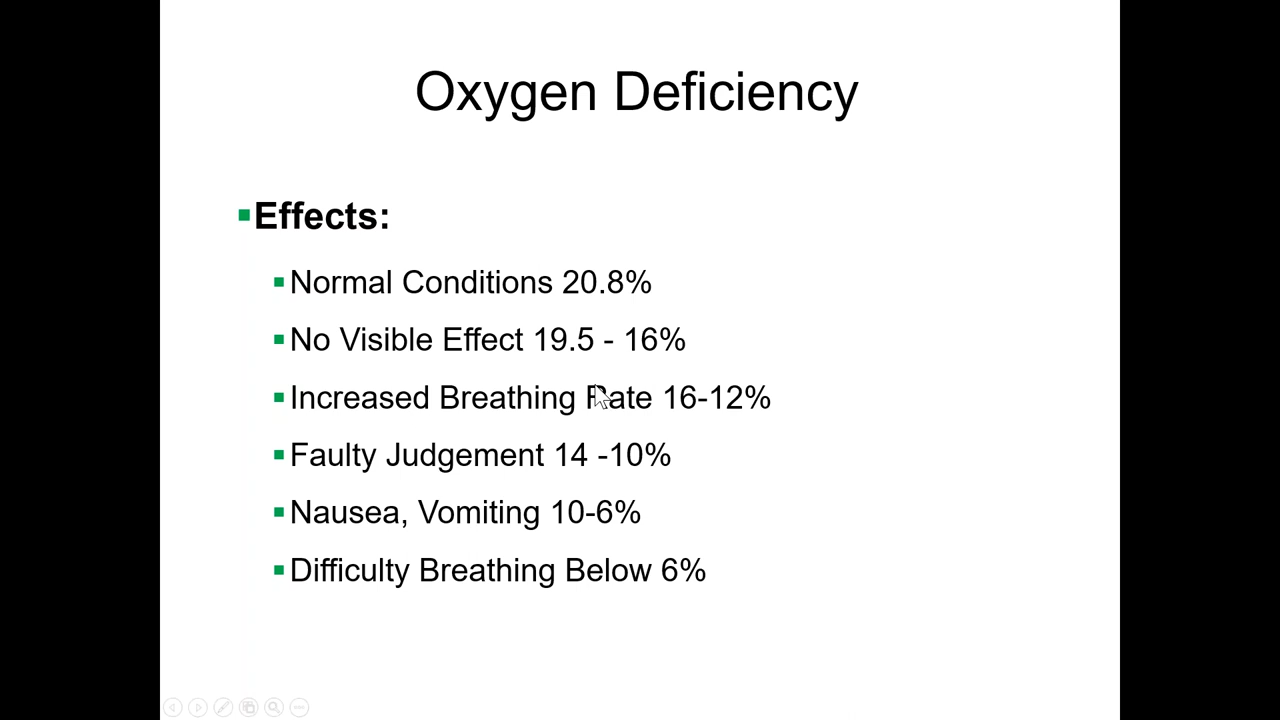 Oxygen Deficiency
Effects:
Normal Conditions 20.8%
No Visible Effect 19.5 - 16%
Increased Breathing Rate 16-12%
Faulty Judgement 14 -10%
Nausea, Vomiting 10-6%
Difficulty Breathing Below 6%